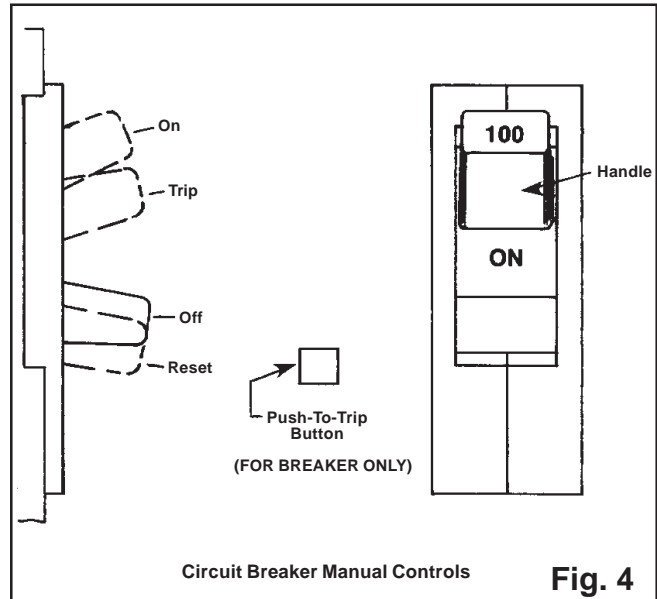 On
Trip
Off
Reset
Push-To-Trip
Button
(FOR BREAKER ONLY)
100
Handle
ON
Circuit Breaker Manual Controls
Fig. 4